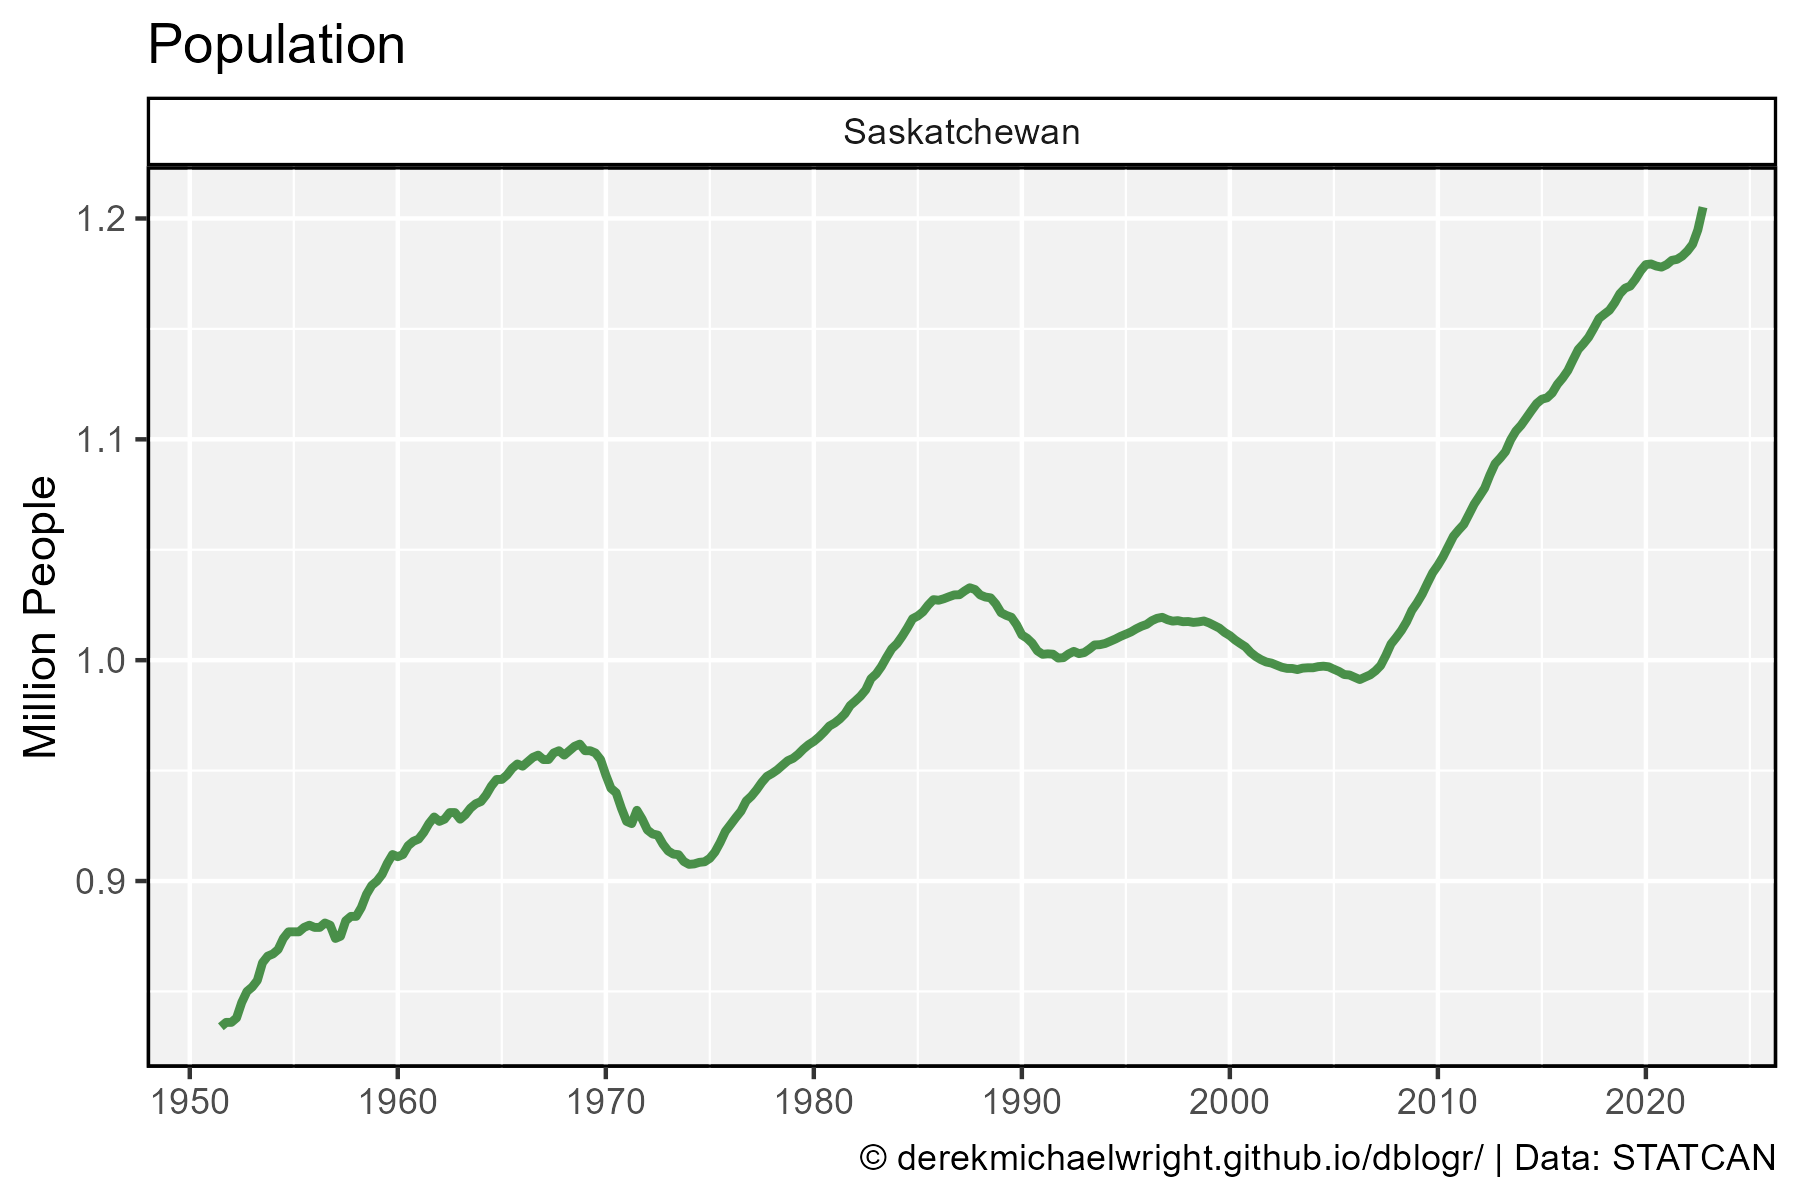 Population
Saskatchewan
Million People
1.2
1.1
1.0
0.9
1950 1960 1970 1980 1990 2000 2010 2020
© derekmichaelwright.github.io/dblogr/ | Data: STATCAN